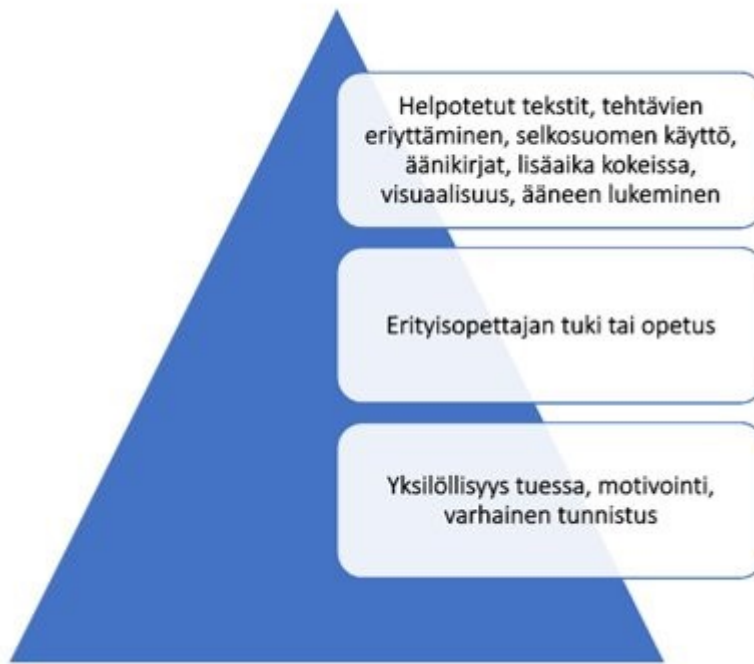 Helpotetut tekstit, tehtävien
eriyttäminen, selkosuomen käyttö,
äänikirjat, lisäaika kokeissa,
visuaalisuus, ääneen lukeminen
Erityisopettajan tuki tai opetus
Yksilöllisyys tuessa, motivointi,
varhainen tunnistus